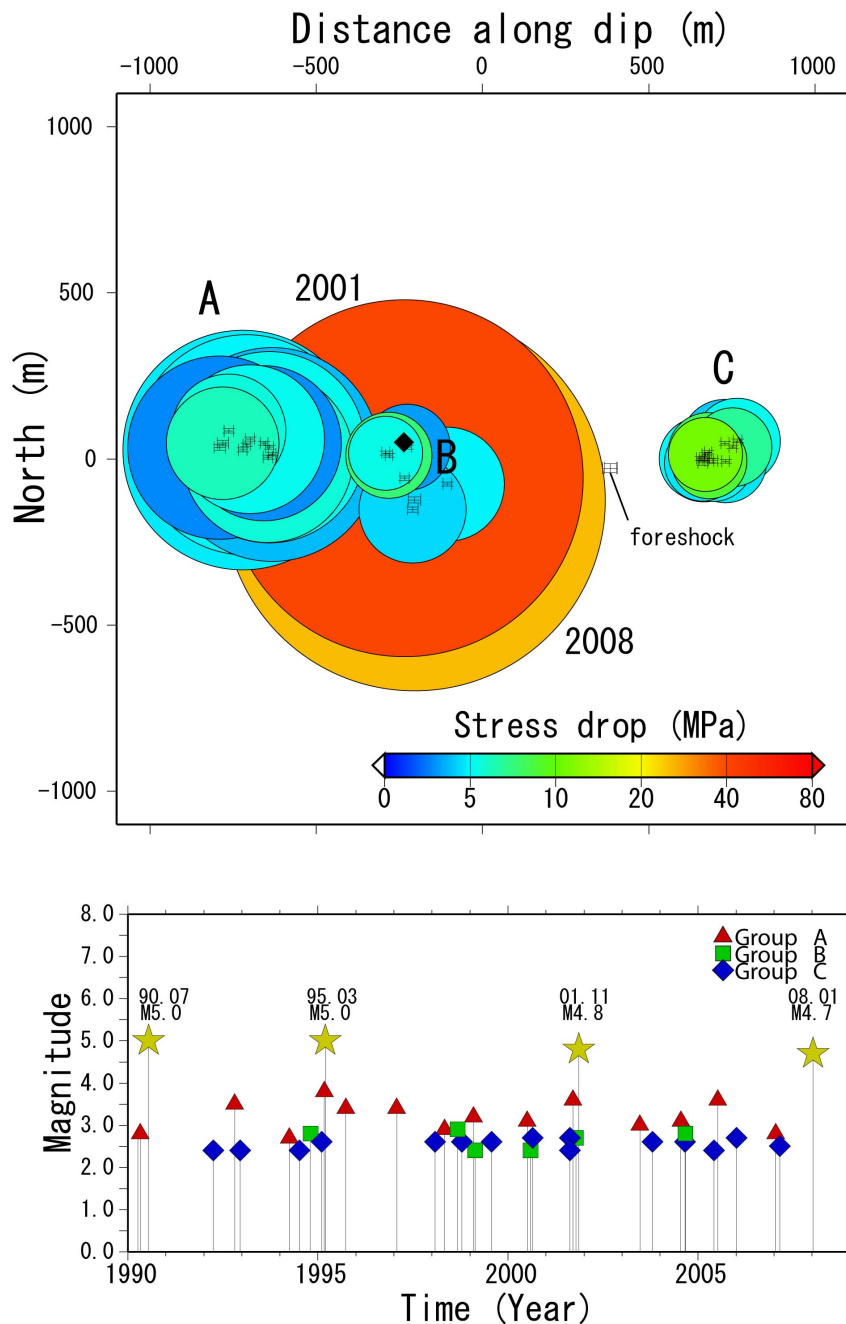 Distance along dip (m)
-1000 -500 0 500 1000
1000
500
0
-500
-1000
North (m)
A
2001
B
C
foreshock
2008
Stress drop (MPa)
0 5 10 20 40 80
8.0
7.0
6.0
5.0
4.0
3.0
2.0
1.0
0.0
Magnitude
Group A
Group B
Group C
90.07
M5.0
95.03
M5.0
01.11
M4.8
08.01
M4.7
1990 1995 2000 2005
Time (Year)